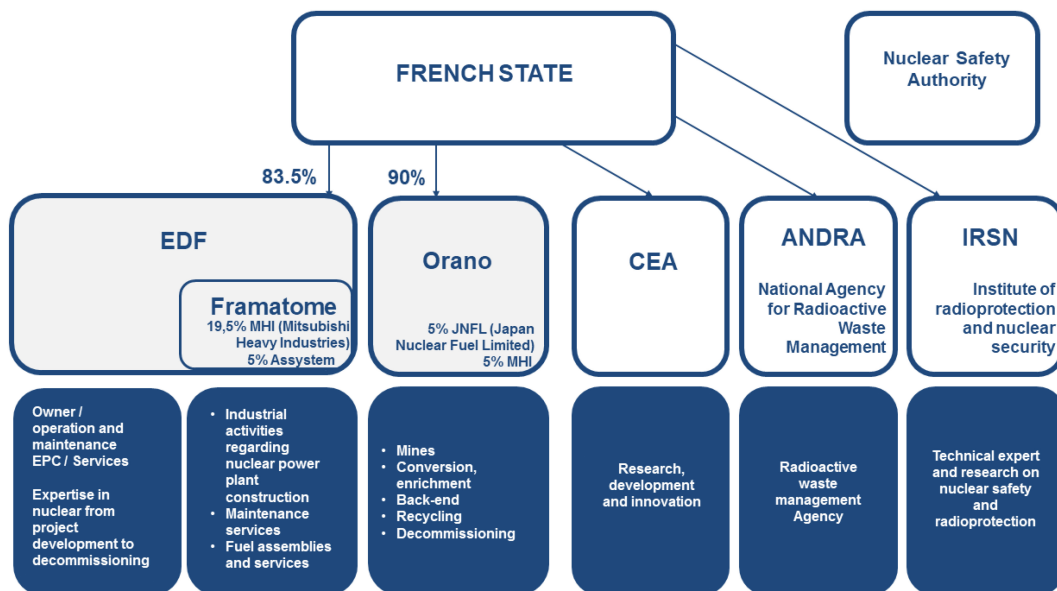 FRENCH STATE
Nuclear Safety
Authority
83.5%
90%
EDF
Framatome
19,5% MHI (Mitsubishi
Heavy Industries)
5% Assystem
Orano
5% JNFL (Japan
Nuclear Fuel Limited)
5% MHI
CEA
ANDRA
National Agency
for Radioactive
Waste
Management
IRSN
Institute of
radioprotection
and nuclear
security
Owner /
operation and
maintenance
EPC / Services
Expertise in
nuclear from
project
development to
decommissioning
• Industrial
activities
regarding
nuclear power
plant
construction
• Maintenance
services
• Fuel assemblies
and services
• Mines
• Conversion,
enrichment
• Back-end
• Recycling
• Decommissioning
Research,
development
and innovation
Radioactive
waste
management
Agency
Technical expert
and research on
nuclear safety
and
radioprotection